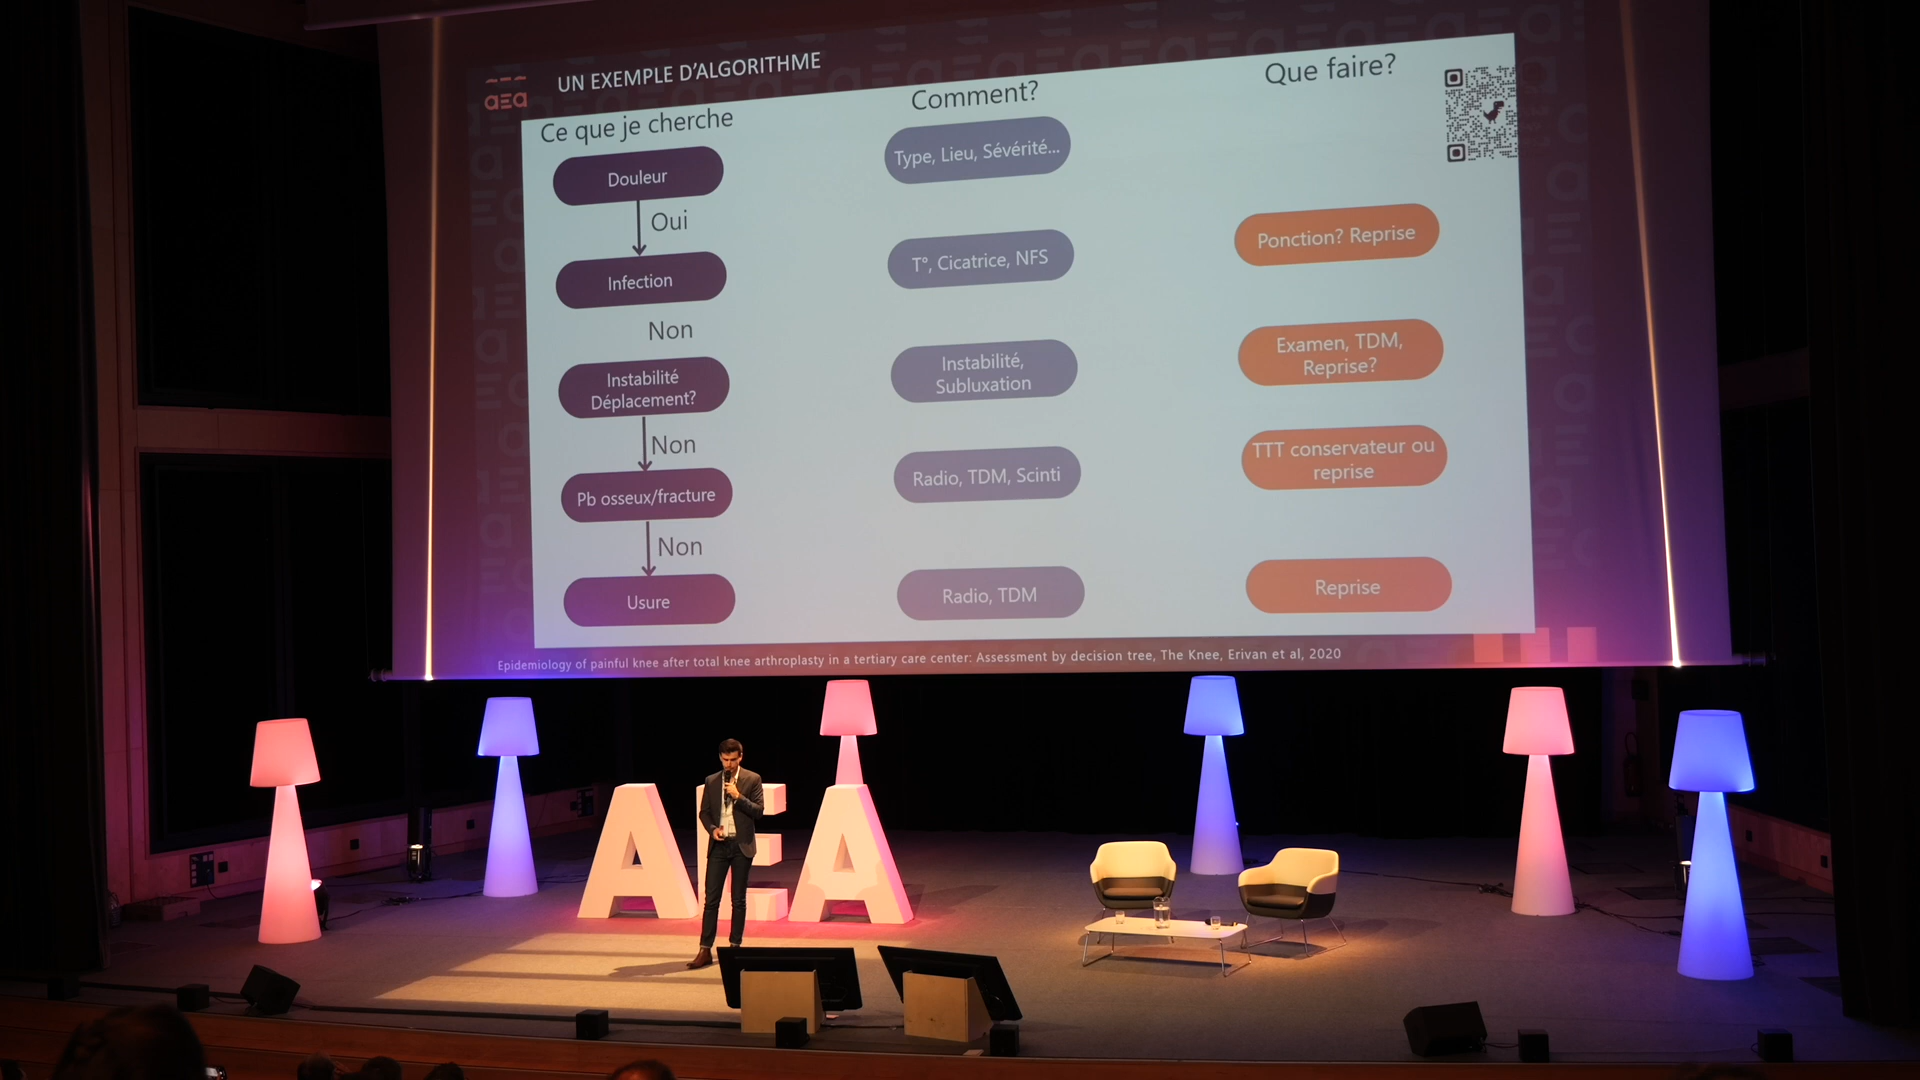 aea
UN EXEMPLE D'ALGORITHME
Ce que je cherche
Comment?
Que faire?
Douleur
Type, Lieu, Sévérité...
Oui
Infection
T°, Cicatrice, NFS
Ponction? Reprise
Non
Instabilité
Déplacement?
Instabilité,
Subluxation
Examen, TDM,
Reprise?
Non
Pb osseux/fracture
Radio, TDM, Scinti
TTT conservateur ou
reprise
Non
Usure
Radio, TDM
Reprise
Epidemiology of painful knee after total knee arthroplasty in a tertiary care center: Assessment by decision tree, The Knee, Erivan et al, 2020
AEA